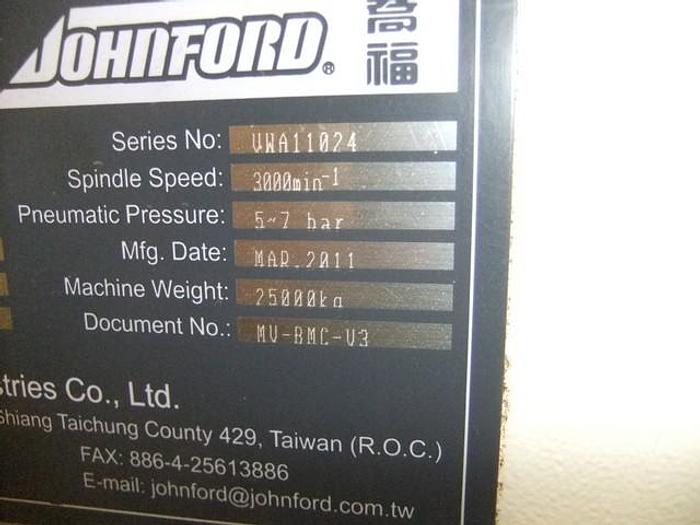 JOHNFORD® 喬福
Series No: VWA11024
Spindle Speed: 3000min⁻¹
Pneumatic Pressure: 5~7 bar
Mfg. Date: MAR.2011
Machine Weight: 25000kg
Document No.: MV-BMC-V3
stries Co., Ltd.
Shiang Taichung County 429, Taiwan (R.O.C.)
FAX: 886-4-25613886
E-mail: johnford@johnford.com.tw